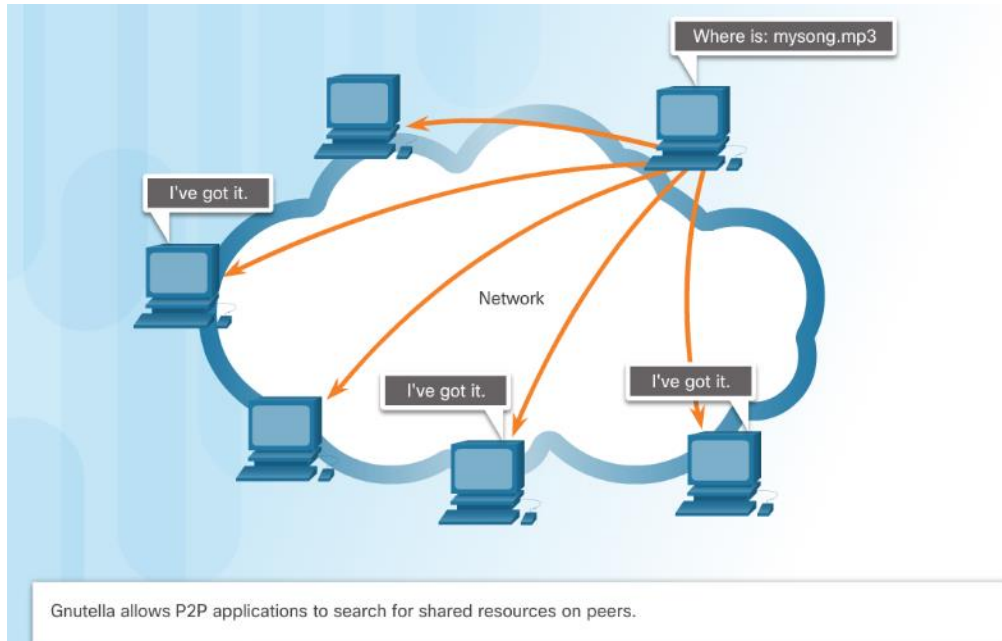 Where is: mysong.mp3
I've got it.
Network
I've got it.
I've got it.
Gnutella allows P2P applications to search for shared resources on peers.